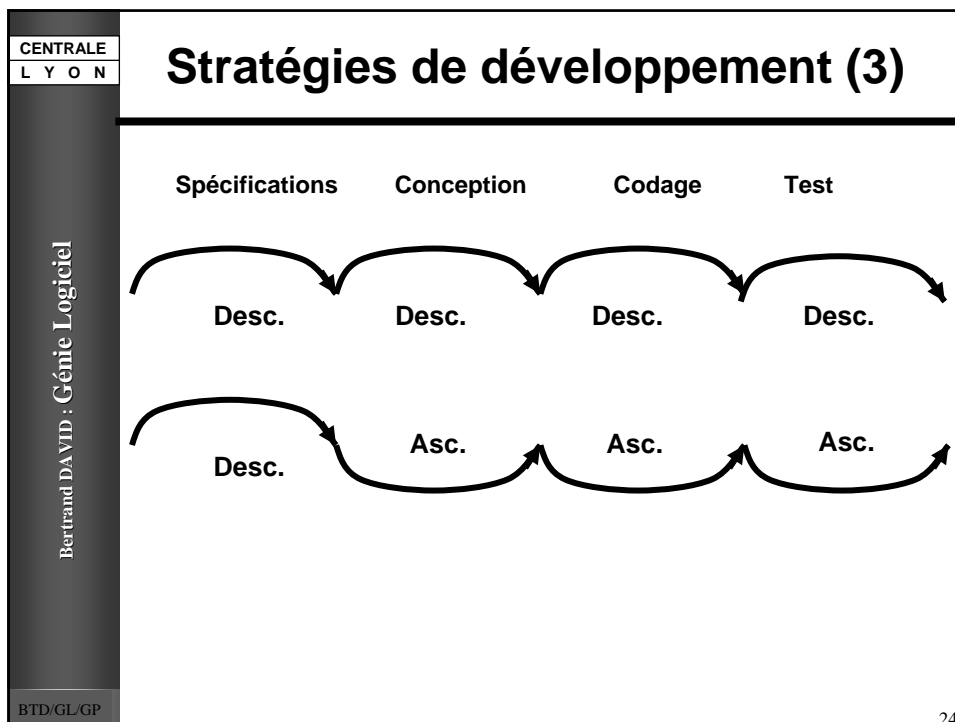 CENTRALE
L Y O N
Stratégies de développement (3)
Spécifications Conception Codage Test
Desc. Desc. Desc. Desc.
Desc. Asc. Asc. Asc.
Bertrand DAVID : Génie Logiciel
BTD/GL/GP
24